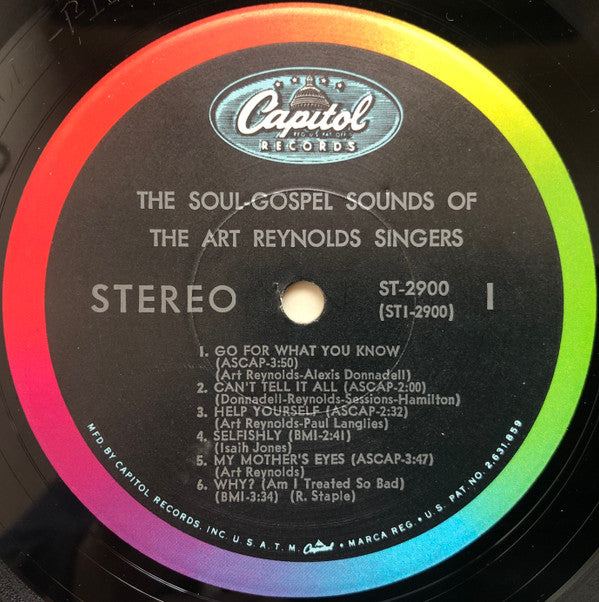 Capitol
REG. U.S. PAT. OFF.
RECORDS
THE SOUL-GOSPEL SOUNDS OF
THE ART REYNOLDS SINGERS
STEREO
ST-2900
(ST1-2900)
1
1. GO FOR WHAT YOU KNOW
(ASCAP-3:50)
(Art Reynolds-Alexis Donnadell)
2. CAN'T TELL IT ALL (ASCAP-2:00)
(Donnadell-Reynolds-Sessions-Hamilton)
3. HELP YOURSELF (ASCAP-2:32)
(Art Reynolds-Paul Langlies)
4. SELFISHLY (BMI-2:41)
(Isaih Jones)
5. MY MOTHER'S EYES (ASCAP-3:47)
(Art Reynolds)
6. WHY? (Am I Treated So Bad)
(BMI-3:34) (R. Staple)
MFD. BY CAPITOL RECORDS, INC. U.S.A. T.M. Capitol • MARCA REG. • U.S. PAT. NO. 2,631,859